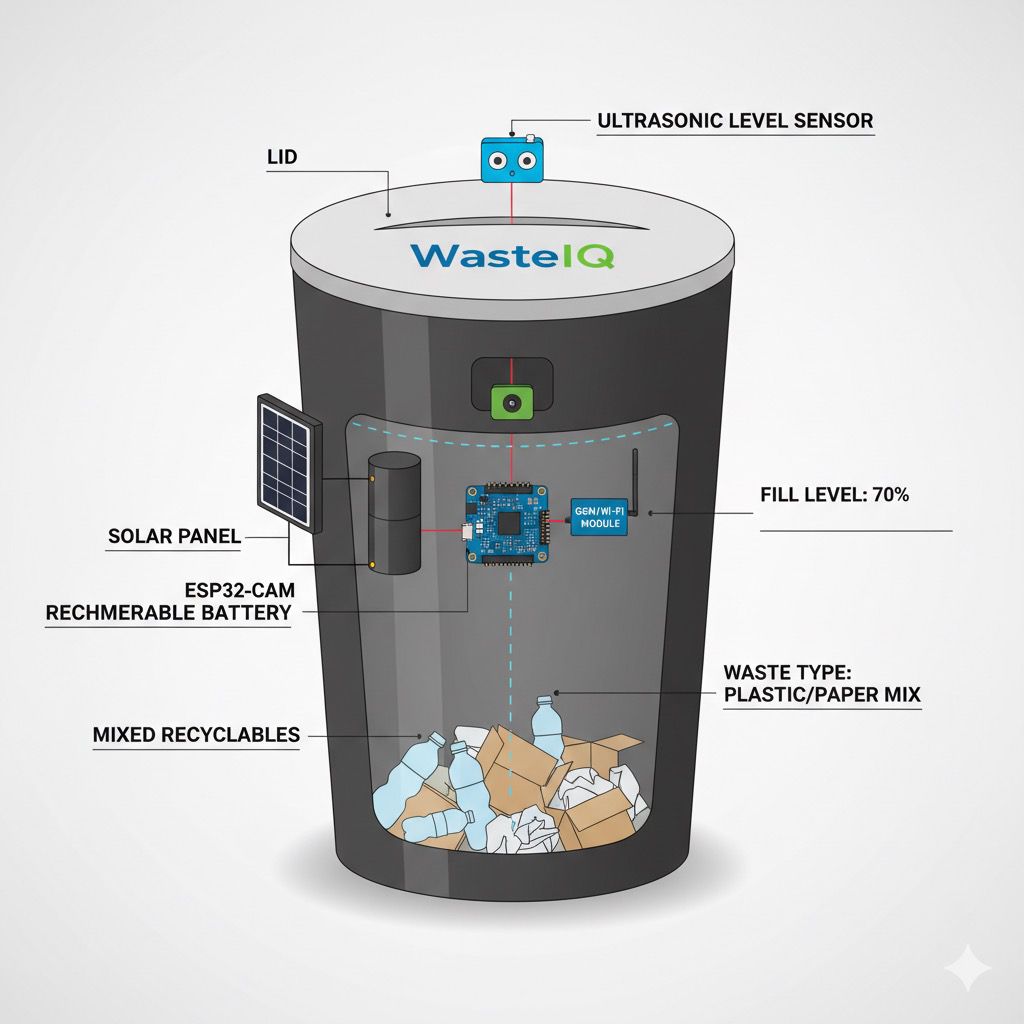 ULTRASONIC LEVEL SENSOR
LID
WasteIQ
GSN/WI-PI
MODULE
FILL LEVEL: 70%
SOLAR PANEL
ESP32-CAM
RECHMERABLE BATTERY
WASTE TYPE:
PLASTIC/PAPER MIX
MIXED RECYCLABLES